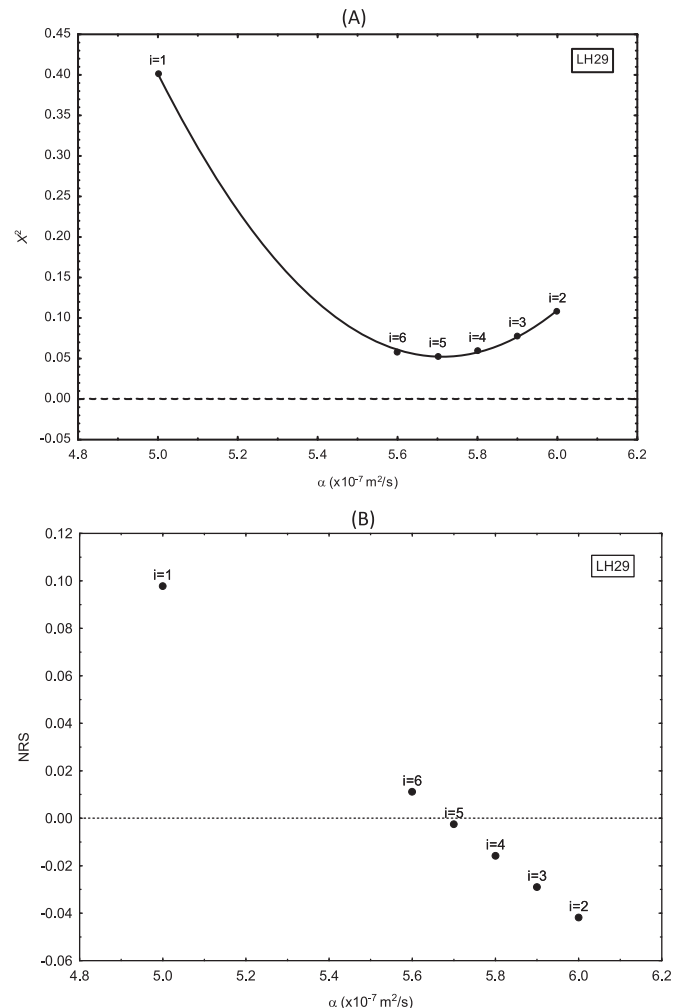 (A)
0.45
0.40
0.35
0.30
0.25
0.20
0.15
0.10
0.05
0.00
-0.05
X²
i=1
LH29
i=6
i=5
i=4
i=3
i=2
4.8 5.0 5.2 5.4 5.6 5.8 6.0 6.2
α (x10⁻⁷ m²/s)
(B)
0.12
0.10
0.08
0.06
0.04
0.02
0.00
-0.02
-0.04
-0.06
NRS
i=1
LH29
i=6
i=5
i=4
i=3
i=2
4.8 5.0 5.2 5.4 5.6 5.8 6.0 6.2
α (x10⁻⁷ m²/s)